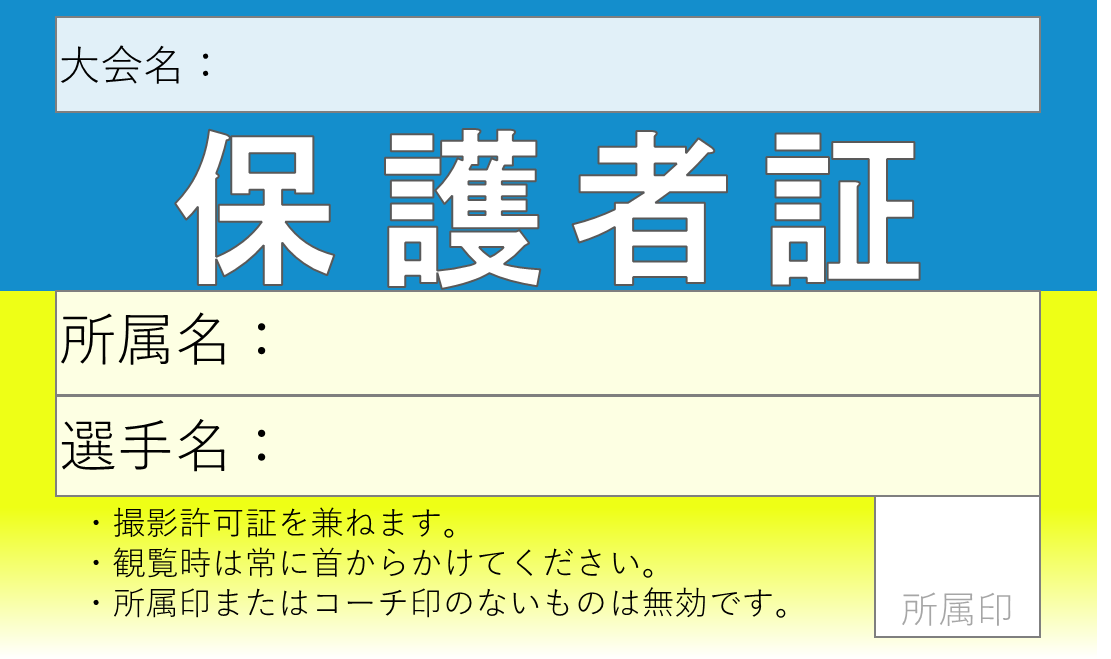 大会名：
保護者証
所属名：
選手名：
・撮影許可証を兼ねます。
・観覧時は常に首からかけてください。
・所属印またはコーチ印のないものは無効です。
所属印